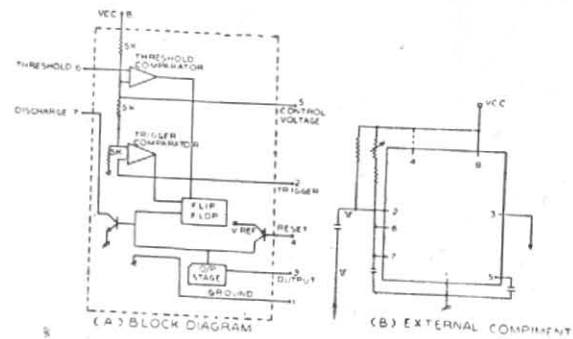 VCC 8
5K
THRESHOLD 6
THRESHOLD
COMPARATOR
DISCHARGE 7
5K
5
CONTROL
VOLTAGE
TRIGGER
COMPARATOR
5K
2
TRIGGER
FLIP
FLOP
V REF
RESET
4
O/P
STAGE
3
OUTPUT
GROUND
1
(A) BLOCK DIAGRAM
VCC
4
8
2
3
6
7
5
(B) EXTERNAL COMPIMENT